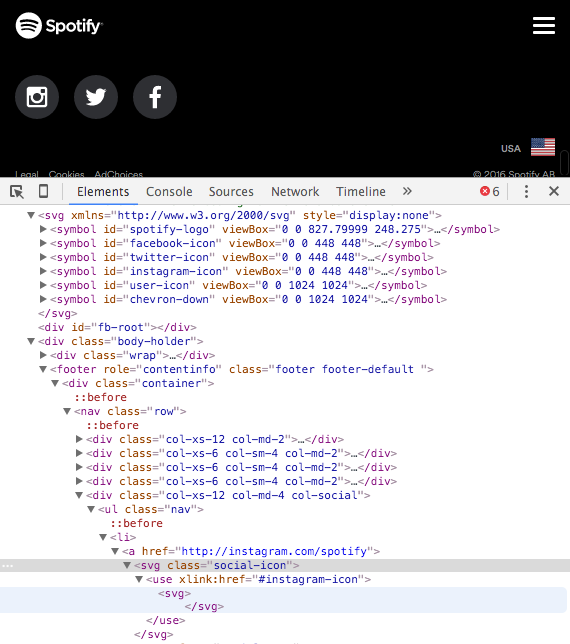 Spotify
USA
Legal Cookies AdChoices © 2016 Spotify AB
Elements Console Sources Network Timeline » 6
<svg xmlns="http://www.w3.org/2000/svg" style="display:none">
<symbol id="spotify-logo" viewBox="0 0 827.79999 248.275">…</symbol>
<symbol id="facebook-icon" viewBox="0 0 448 448">…</symbol>
<symbol id="twitter-icon" viewBox="0 0 448 448">…</symbol>
<symbol id="instagram-icon" viewBox="0 0 448 448">…</symbol>
<symbol id="user-icon" viewBox="0 0 1024 1024">…</symbol>
<symbol id="chevron-down" viewBox="0 0 1024 1024">…</symbol>
</svg>
<div id="fb-root"></div>
<div class="body-holder">
<div class="wrap">…</div>
<footer role="contentinfo" class="footer footer-default ">
<div class="container">
::before
<nav class="row">
::before
<div class="col-xs-12 col-md-2">…</div>
<div class="col-xs-6 col-sm-4 col-md-2">…</div>
<div class="col-xs-6 col-sm-4 col-md-2">…</div>
<div class="col-xs-6 col-sm-4 col-md-2">…</div>
<div class="col-xs-12 col-md-4 col-social">
<ul class="nav">
::before
<li>
<a href="http://instagram.com/spotify">
… <svg class="social-icon">
<use xlink:href="#instagram-icon">
<svg>
</svg>
</use>
</svg>